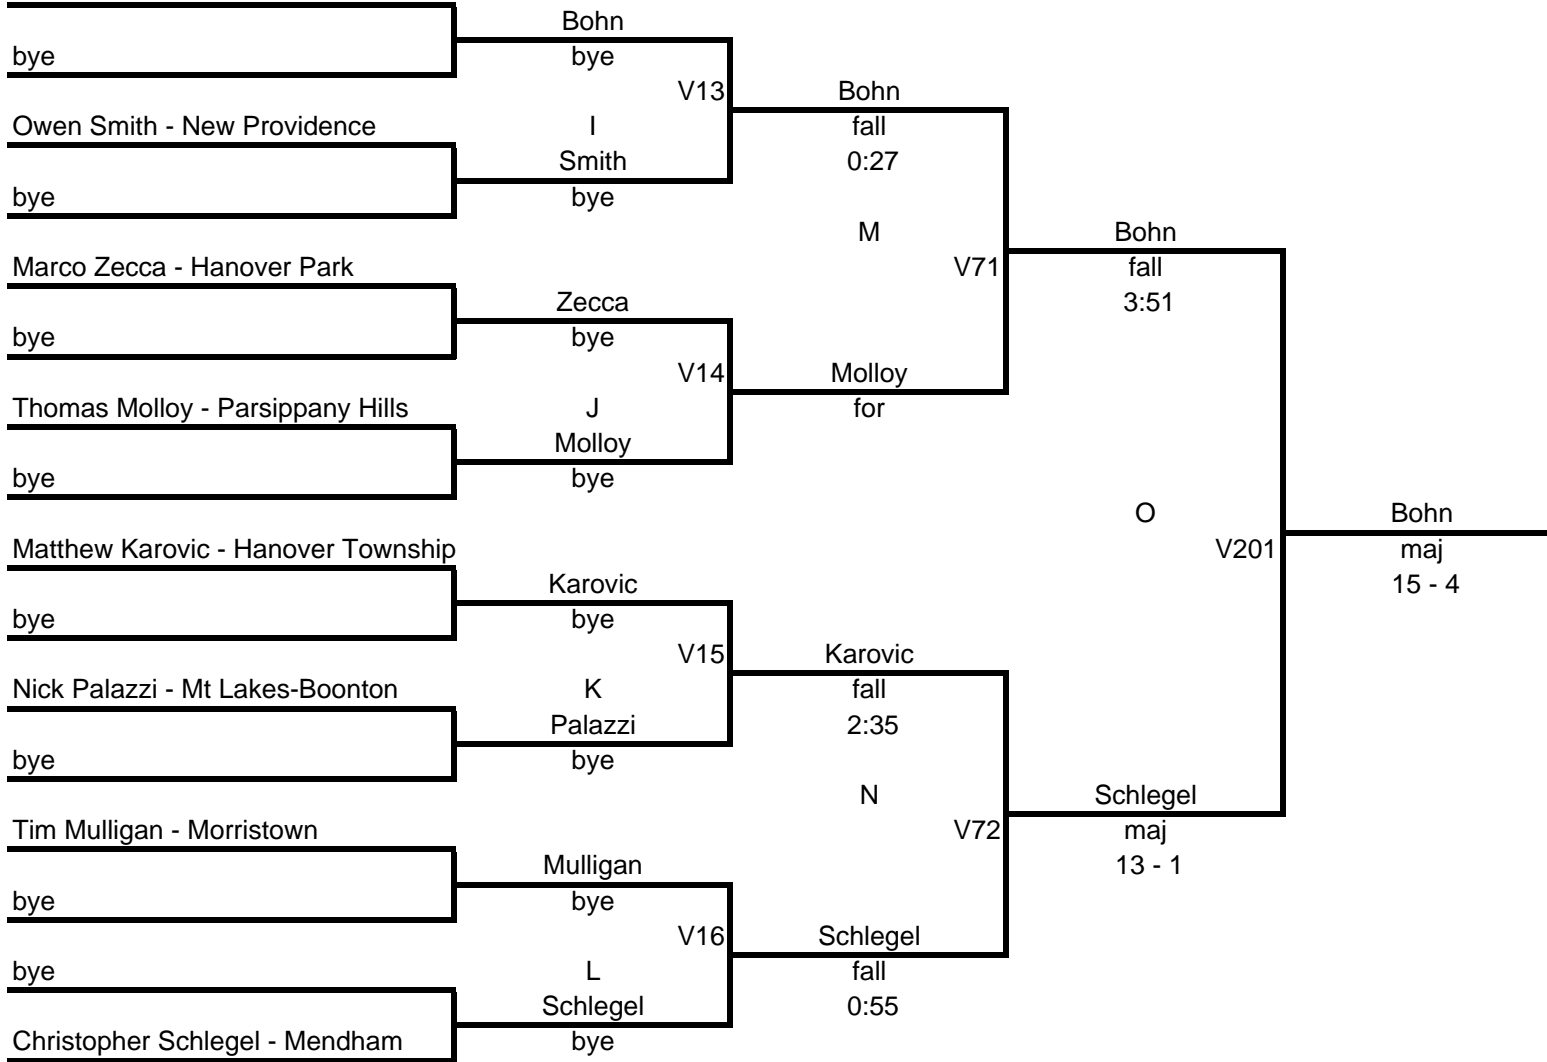 Bohn
bye
bye
V13
Bohn
Owen Smith - New Providence
I
fall
Smith
0:27
bye
bye
M
Bohn
Marco Zecca - Hanover Park
V71
fall
Zecca
3:51
bye
bye
V14
Molloy
Thomas Molloy - Parsippany Hills
J
for
Molloy
bye
bye
O
Bohn
Matthew Karovic - Hanover Township
V201
maj
Karovic
15 - 4
bye
bye
V15
Karovic
Nick Palazzi - Mt Lakes-Boonton
K
fall
Palazzi
2:35
bye
bye
N
Schlegel
Tim Mulligan - Morristown
V72
maj
Mulligan
13 - 1
bye
bye
V16
Schlegel
bye
L
fall
Schlegel
0:55
Christopher Schlegel - Mendham
bye